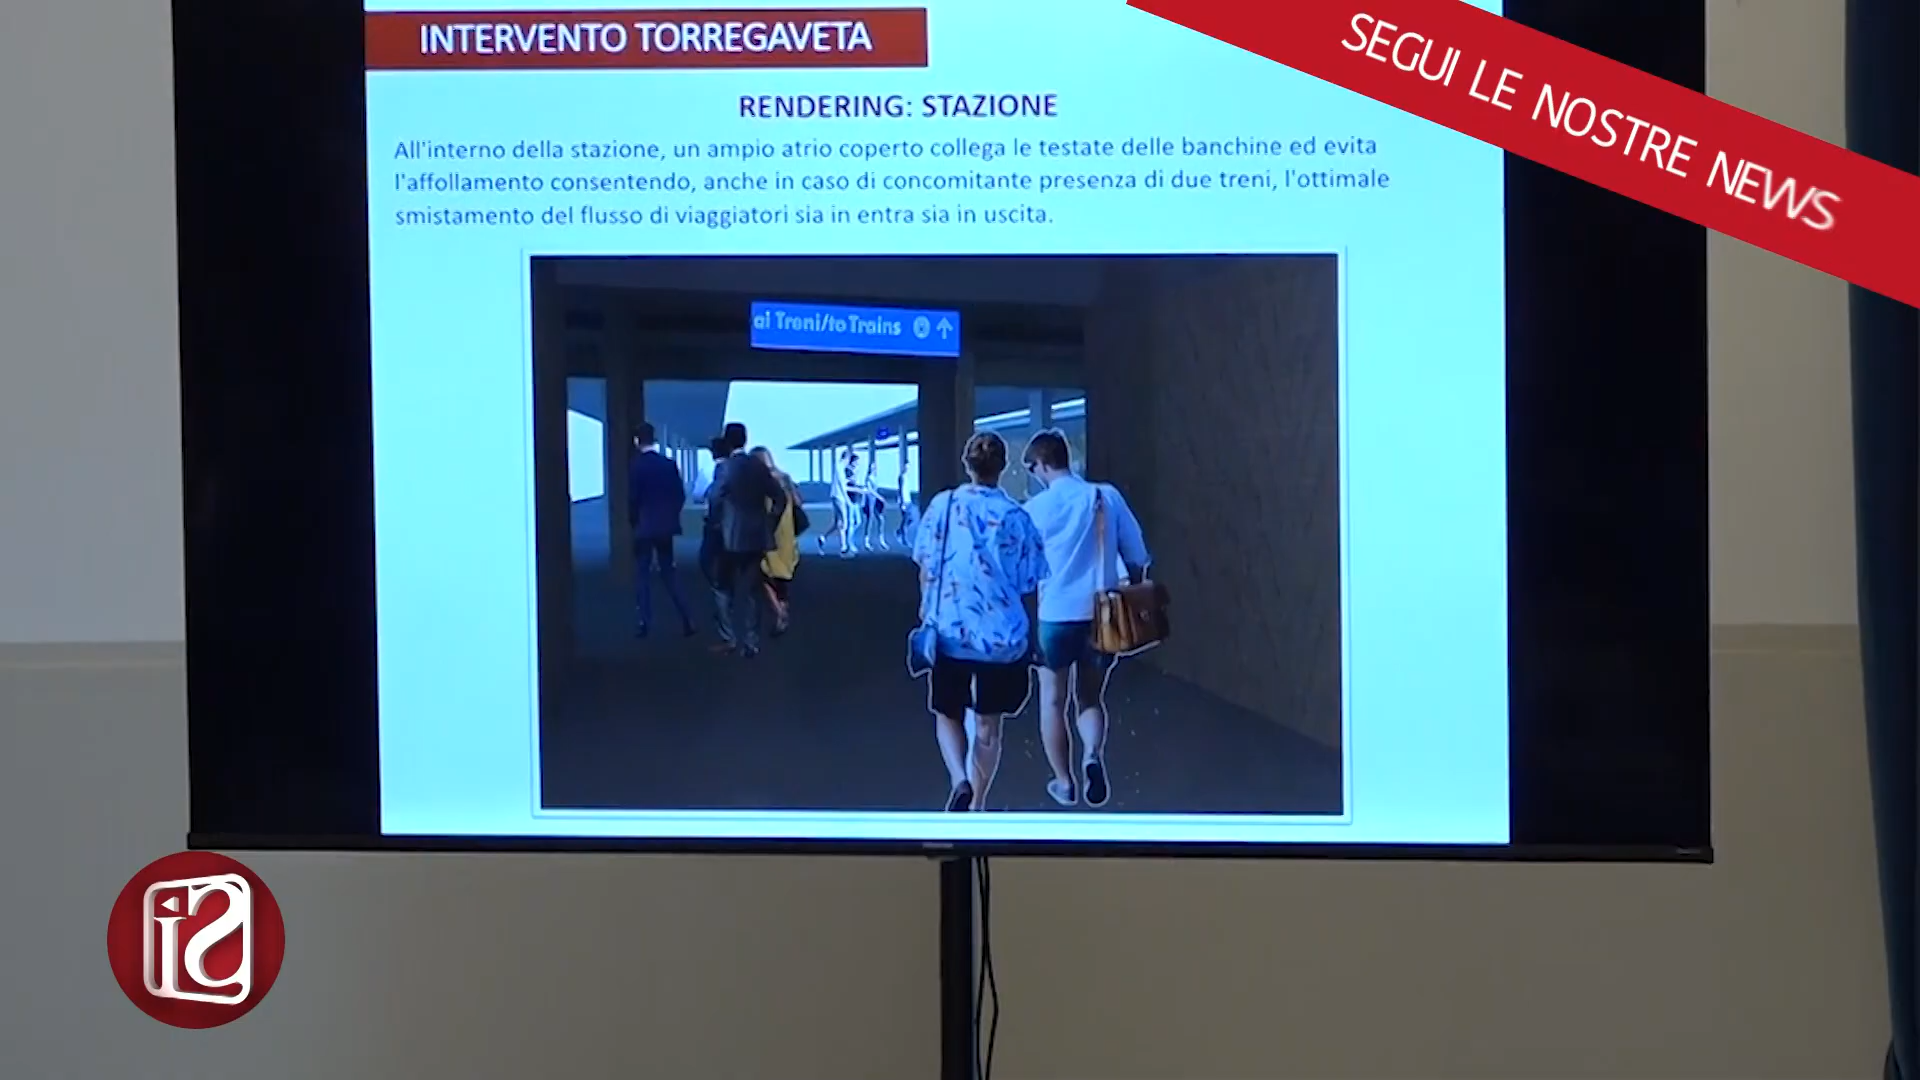 INTERVENTO TORREGAVETA
SEGUI LE NOSTRE NEWS
RENDERING: STAZIONE
All'interno della stazione, un ampio atrio coperto collega le testate delle banchine ed evita
l'affollamento consentendo, anche in caso di concomitante presenza di due treni, l'ottimale
smistamento del flusso di viaggiatori sia in entra sia in uscita.
ai Treni/to Trains
iS